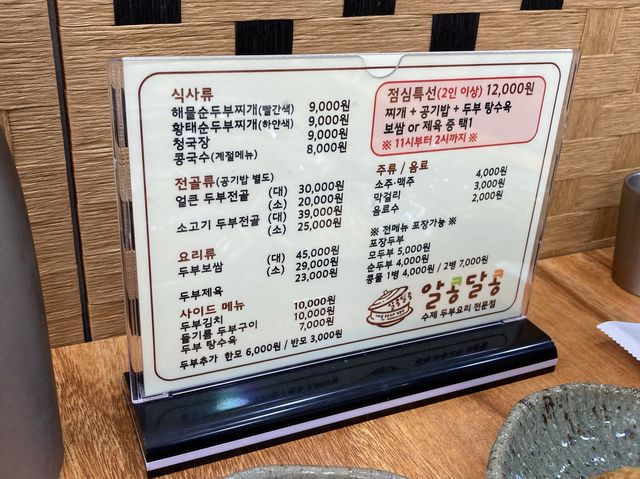 식사류
해물순두부찌개(빨간색) 9,000원
황태순두부찌개(하얀색) 9,000원
청국장 9,000원
콩국수(계절메뉴) 8,000원
전골류(공기밥 별도)
얼큰 두부전골 (대) 30,000원
(소) 20,000원
소고기 두부전골 (대) 39,000원
(소) 25,000원
요리류
두부보쌈 (대) 45,000원
(소) 29,000원
두부제육 23,000원
사이드 메뉴
두부김치 10,000원
들기름 두부구이 10,000원
두부 탕수육 7,000원
두부추가 한모 6,000원 / 반모 3,000원
점심특선(2인 이상) 12,000원
찌개 + 공기밥 + 두부 탕수육
보쌈 or 제육 중 택1
※ 11시부터 2시까지 ※
주류 / 음료
소주·맥주 4,000원
막걸리 3,000원
음료수 2,000원
※ 전메뉴 포장가능 ※
포장두부
모두부 5,000원
순두부 4,000원
콩물 1병 4,000원 / 2병 7,000원
알콩달콩
수제 두부요리 전문점